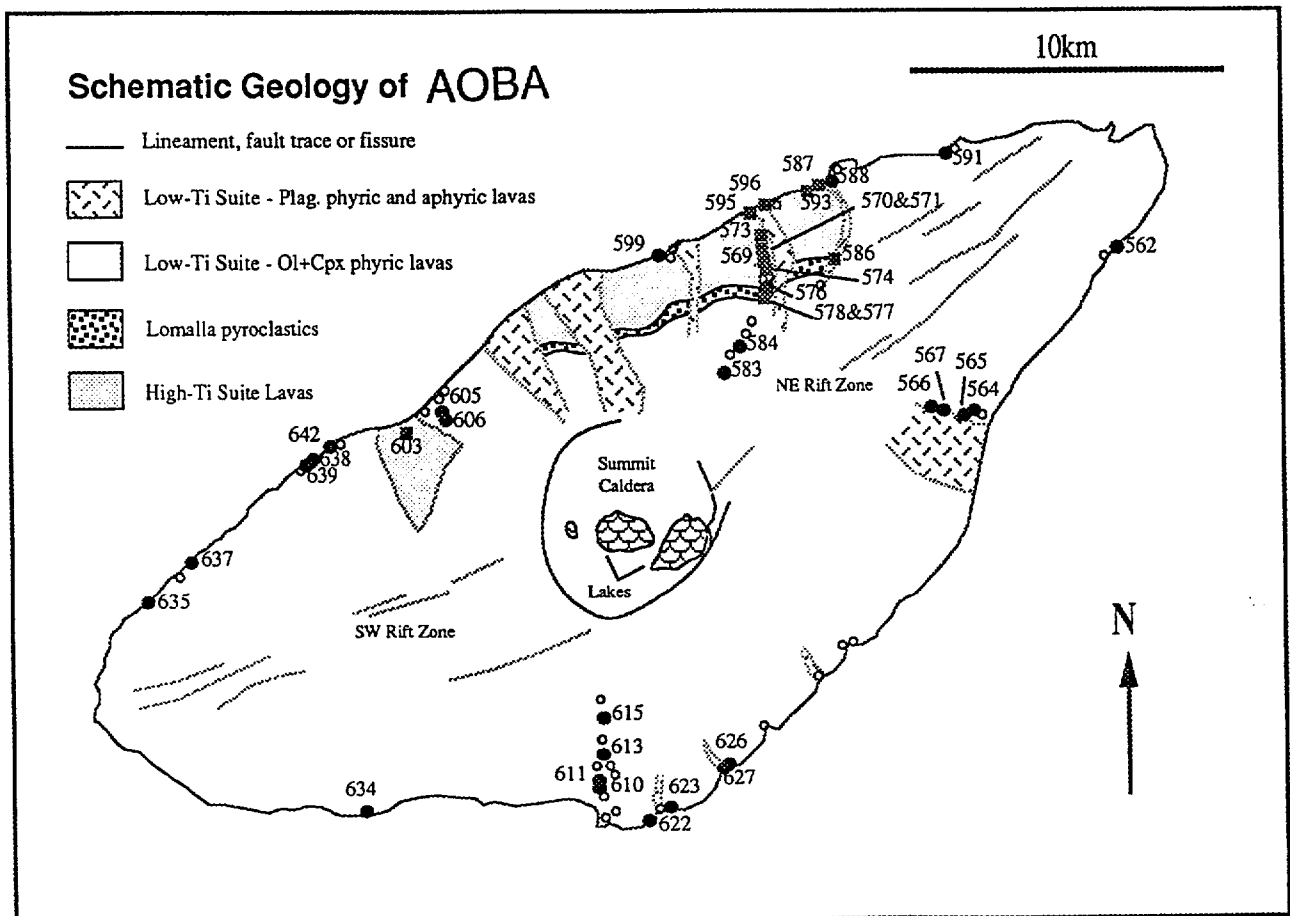 10km
Schematic Geology of AOBA
Lineament, fault trace or fissure
Low-Ti Suite - Plag. phyric and aphyric lavas
Low-Ti Suite - Ol+Cpx phyric lavas
Lomalla pyroclastics
High-Ti Suite Lavas
591
587
588
596
593
595
570&571
573
599
562
569
586
574
576
578&577
584
583
NE Rift Zone
567
565
566
564
605
606
642
603
638
639
Summit
Caldera
637
635
Lakes
SW Rift Zone
N
615
613
626
611
610
627
634
623
622